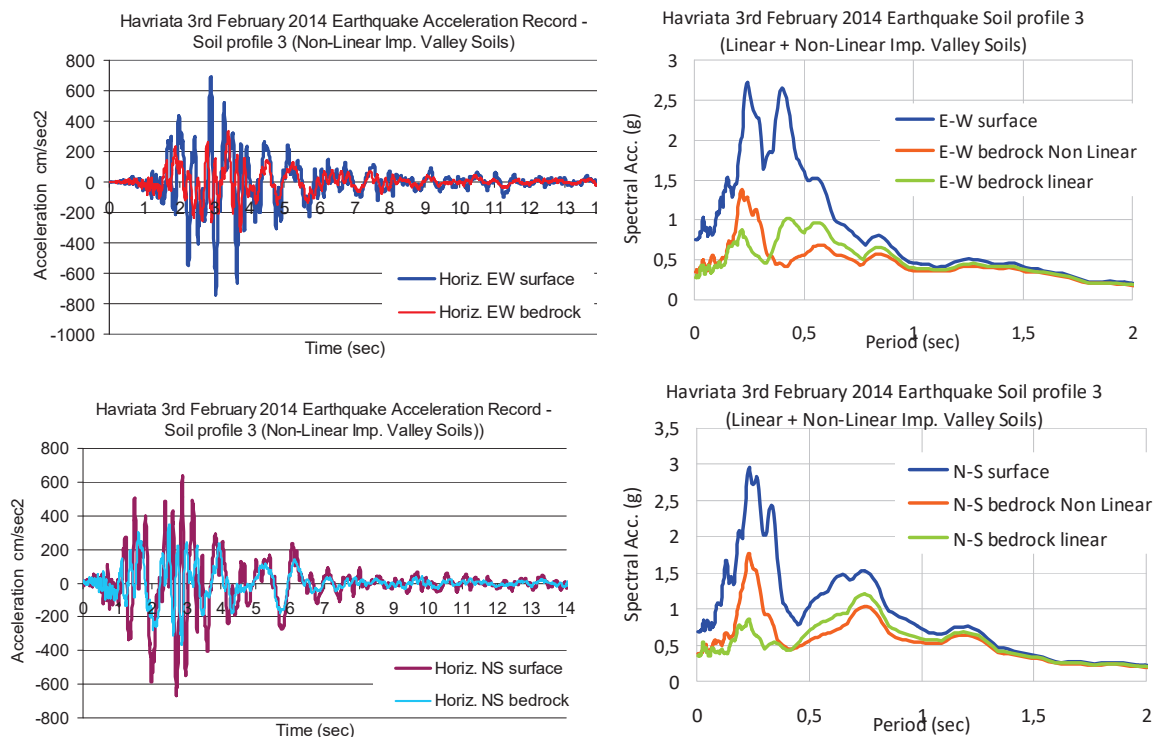 Havriata 3rd February 2014 Earthquake Acceleration Record -
Soil profile 3 (Non-Linear Imp. Valley Soils)
800
600
400
200
0
-200
-400
-600
-800
-1000
Acceleration cm/sec2
0 1 2 3 4 5 6 7 8 9 10 11 12 13 1
Horiz. EW surface
Horiz. EW bedrock
Time (sec)
Havriata 3rd February 2014 Earthquake Soil profile 3
(Linear + Non-Linear Imp. Valley Soils)
3
2,5
2
1,5
1
0,5
0
Spectral Acc. (g)
E-W surface
E-W bedrock Non Linear
E-W bedrock linear
0 0,5 1 1,5 2
Period (sec)
Havriata 3rd February 2014 Earthquake Acceleration Record -
Soil profile 3 (Non-Linear Imp. Valley Soils))
800
600
400
200
0
-200
-400
-600
-800
Acceleration cm/sec2
0 1 2 3 4 5 6 7 8 9 10 11 12 13 14
Horiz. NS surface
Horiz. NS bedrock
Time (sec)
Havriata 3rd February 2014 Earthquake Soil profile 3
(Linear + Non-Linear Imp. Valley Soils)
3,5
3
2,5
2
1,5
1
0,5
0
Spectral Acc. (g)
N-S surface
N-S bedrock Non Linear
N-S bedrock linear
0 0,5 1 1,5 2
Period (sec)